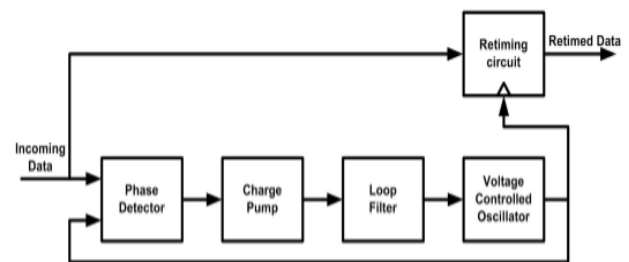 Retiming
circuit
Retimed Data
Incoming
Data
Phase
Detector
Charge
Pump
Loop
Filter
Voltage
Controlled
Oscillator